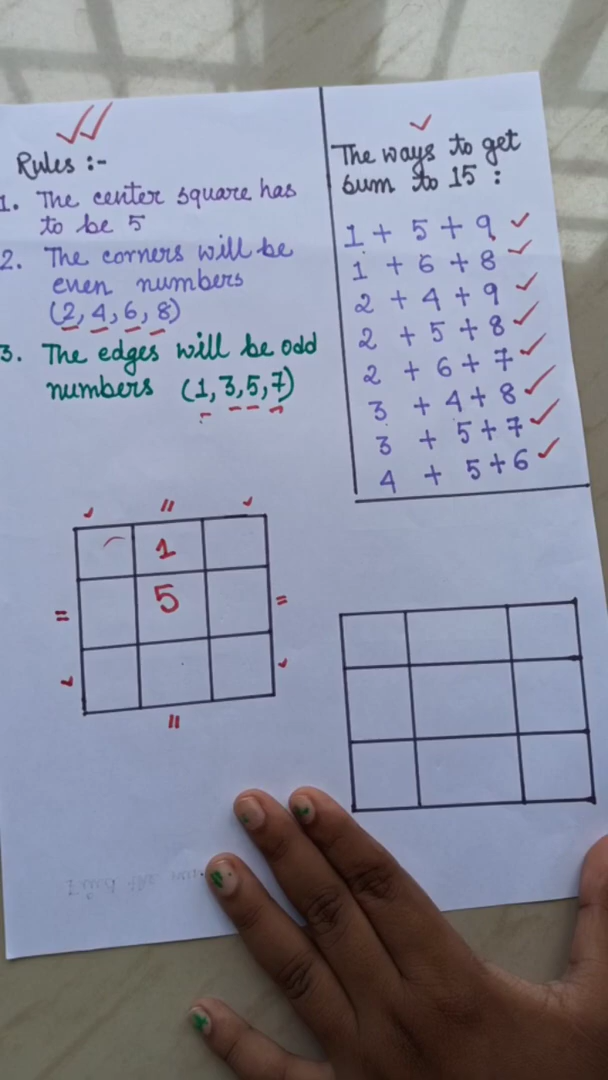 Rules :-
1. The center square has
to be 5
2. The corners will be
even numbers
(2, 4, 6, 8)
3. The edges will be odd
numbers (1, 3, 5, 7)
The ways to get
sum to 15 :
1 + 5 + 9
1 + 6 + 8
2 + 4 + 9
2 + 5 + 8
2 + 6 + 7
3 + 4 + 8
3 + 5 + 7
4 + 5 + 6
1
5